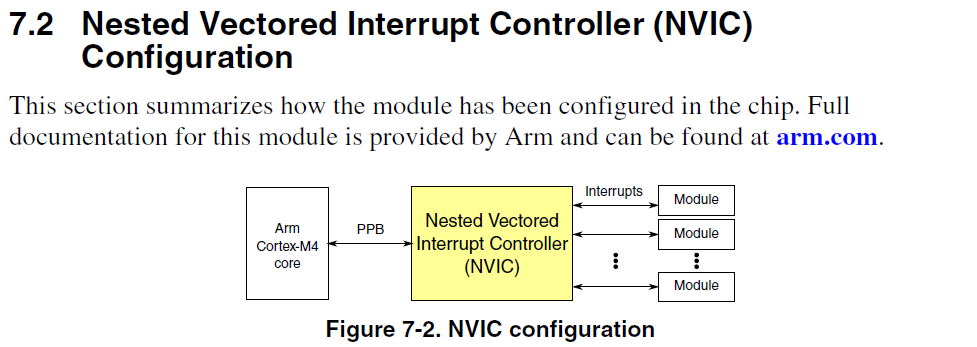 7.2 Nested Vectored Interrupt Controller (NVIC)
Configuration
This section summarizes how the module has been configured in the chip. Full
documentation for this module is provided by Arm and can be found at arm.com.
Interrupts
Module
Arm
Cortex-M4
core
PPB
Nested Vectored
Interrupt Controller
(NVIC)
Module
Module
Figure 7-2. NVIC configuration